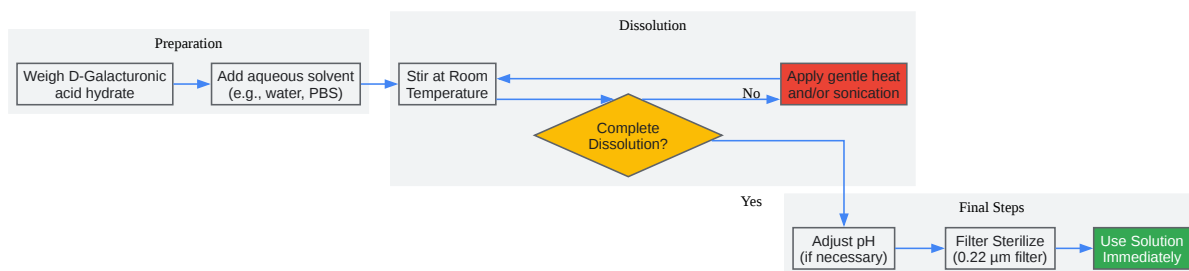 Preparation
Weigh D-Galacturonic
acid hydrate
Add aqueous solvent
(e.g., water, PBS)
Dissolution
Stir at Room
Temperature
Complete
Dissolution?
No
Apply gentle heat
and/or sonication
Yes
Final Steps
Adjust pH
(if necessary)
Filter Sterilize
(0.22 µm filter)
Use Solution
Immediately